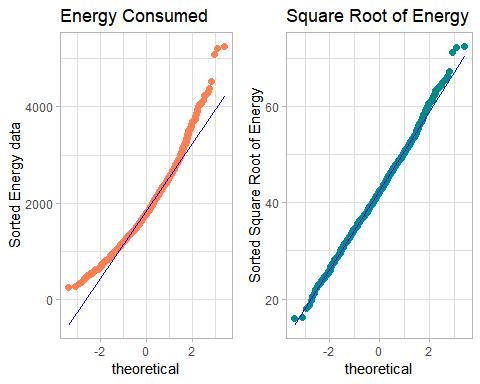 Energy Consumed
Sorted Energy data
4000
2000
0
-2
0
2
theoretical
Square Root of Energy
Sorted Square Root of Energy
60
40
20
-2
0
2
theoretical